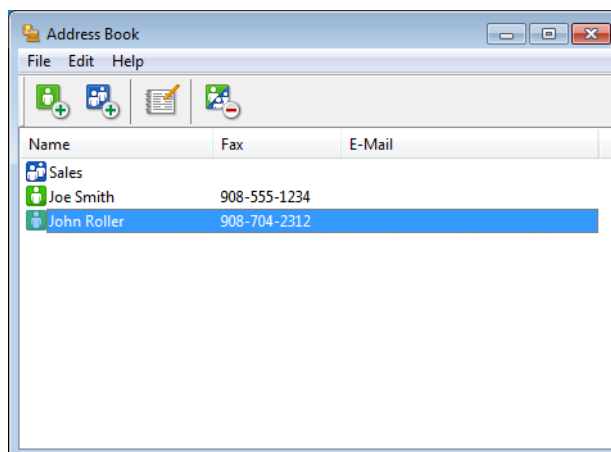 Address Book
File Edit Help
Name Fax E-Mail
Sales
Joe Smith 908-555-1234
John Roller 908-704-2312